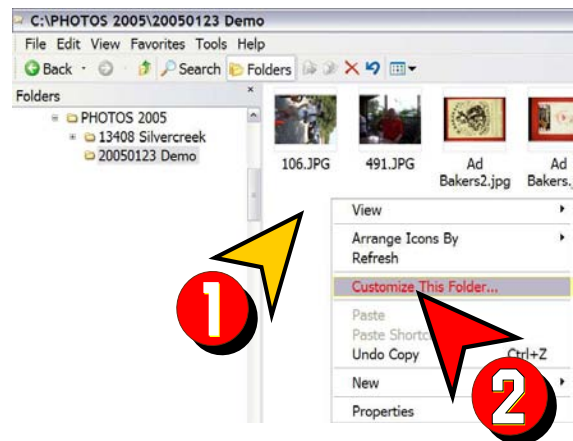 C:\PHOTOS 2005\20050123 Demo
File Edit View Favorites Tools Help
Back Search Folders
Folders ×
PHOTOS 2005
13408 Silvercreek
20050123 Demo
106.JPG 491.JPG Ad Bakers2.jpg Ad Bakers.
View
Arrange Icons By
Refresh
Customize This Folder...
Paste
Paste Shortc
Undo Copy Ctrl+Z
New
Properties
1
2